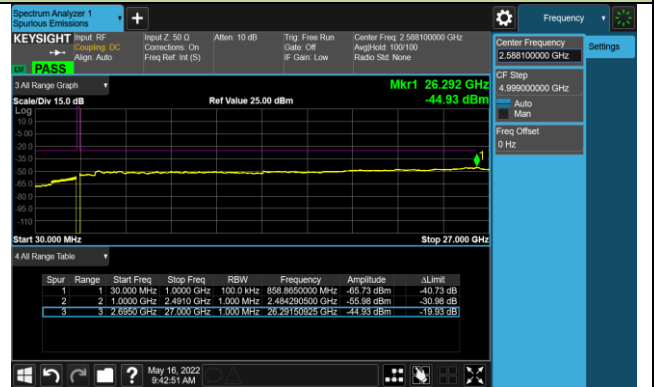 Spectrum Analyzer 1
Spurious Emissions
Frequency
KEYSIGHT
Input: RF
Coupling: DC
Align: Auto
Input Z: 50 Ω
Corrections: On
Freq Ref: Int (S)
Atten: 10 dB
Trig: Free Run
Gate: Off
IF Gain: Low
Center Freq: 2.588100000 GHz
Avg|Hold: 100/100
Radio Std: None
PASS
Center Frequency
2.588100000 GHz
Settings
CF Step
4.999000000 GHz
Auto
Man
Freq Offset
0 Hz
3 All Range Graph
Mkr1 26.292 GHz
Scale/Div 15.0 dB
Ref Value 25.00 dBm
-44.93 dBm
Log
10.0
-5.00
-20.0
-35.0
-50.0
-65.0
-80.0
-95.0
-110
1
Start 30.000 MHz
Stop 27.000 GHz
4 All Range Table
Spur Range Start Freq Stop Freq RBW Frequency Amplitude ΔLimit
1 1 30.000 MHz 1.0000 GHz 100.0 kHz 858.8650000 MHz -65.73 dBm -40.73 dB
2 2 1.0000 GHz 2.4910 GHz 1.000 MHz 2.484290500 GHz -55.98 dBm -30.98 dB
3 3 2.6950 GHz 27.000 GHz 1.000 MHz 26.29150925 GHz -44.93 dBm -19.93 dB
May 16, 2022
9:42:51 AM